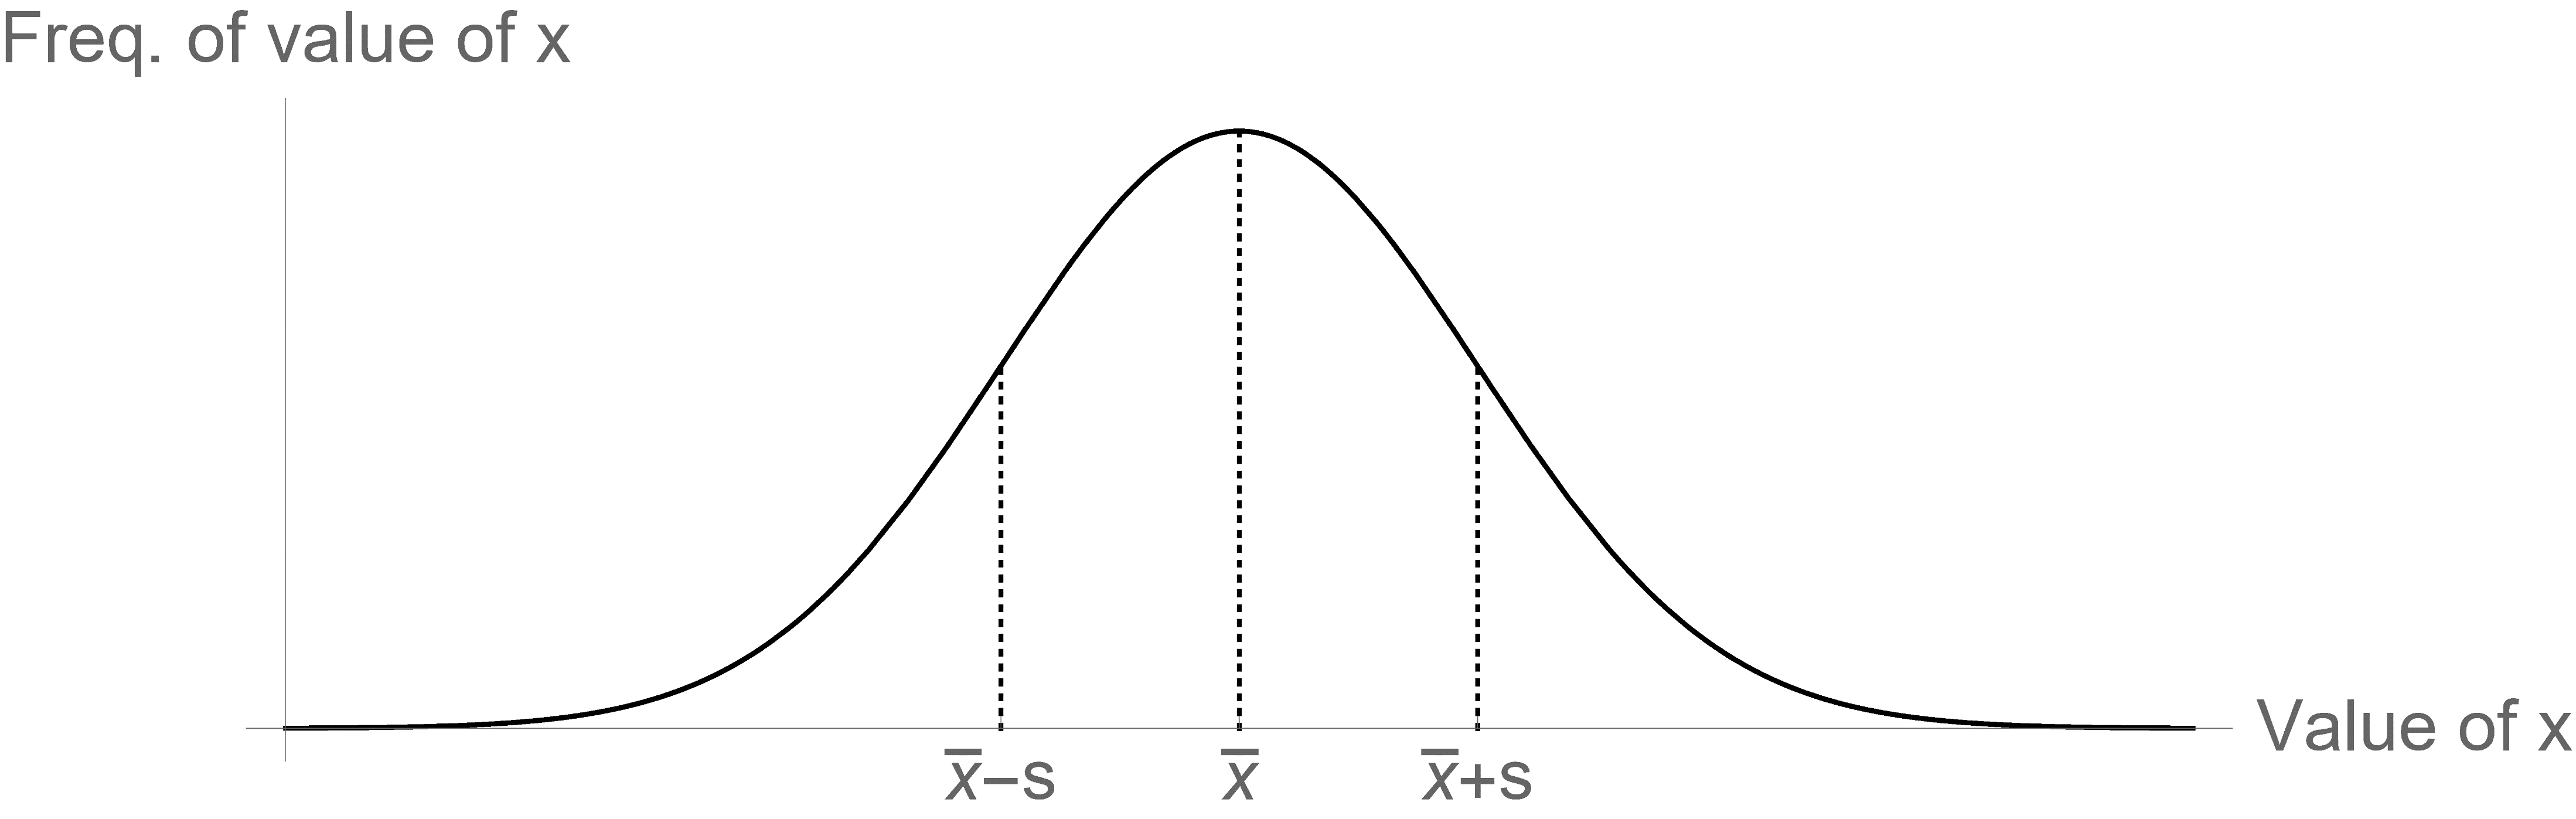 Freq. of value of x
Value of x
x̅–s
x̅
x̅+s